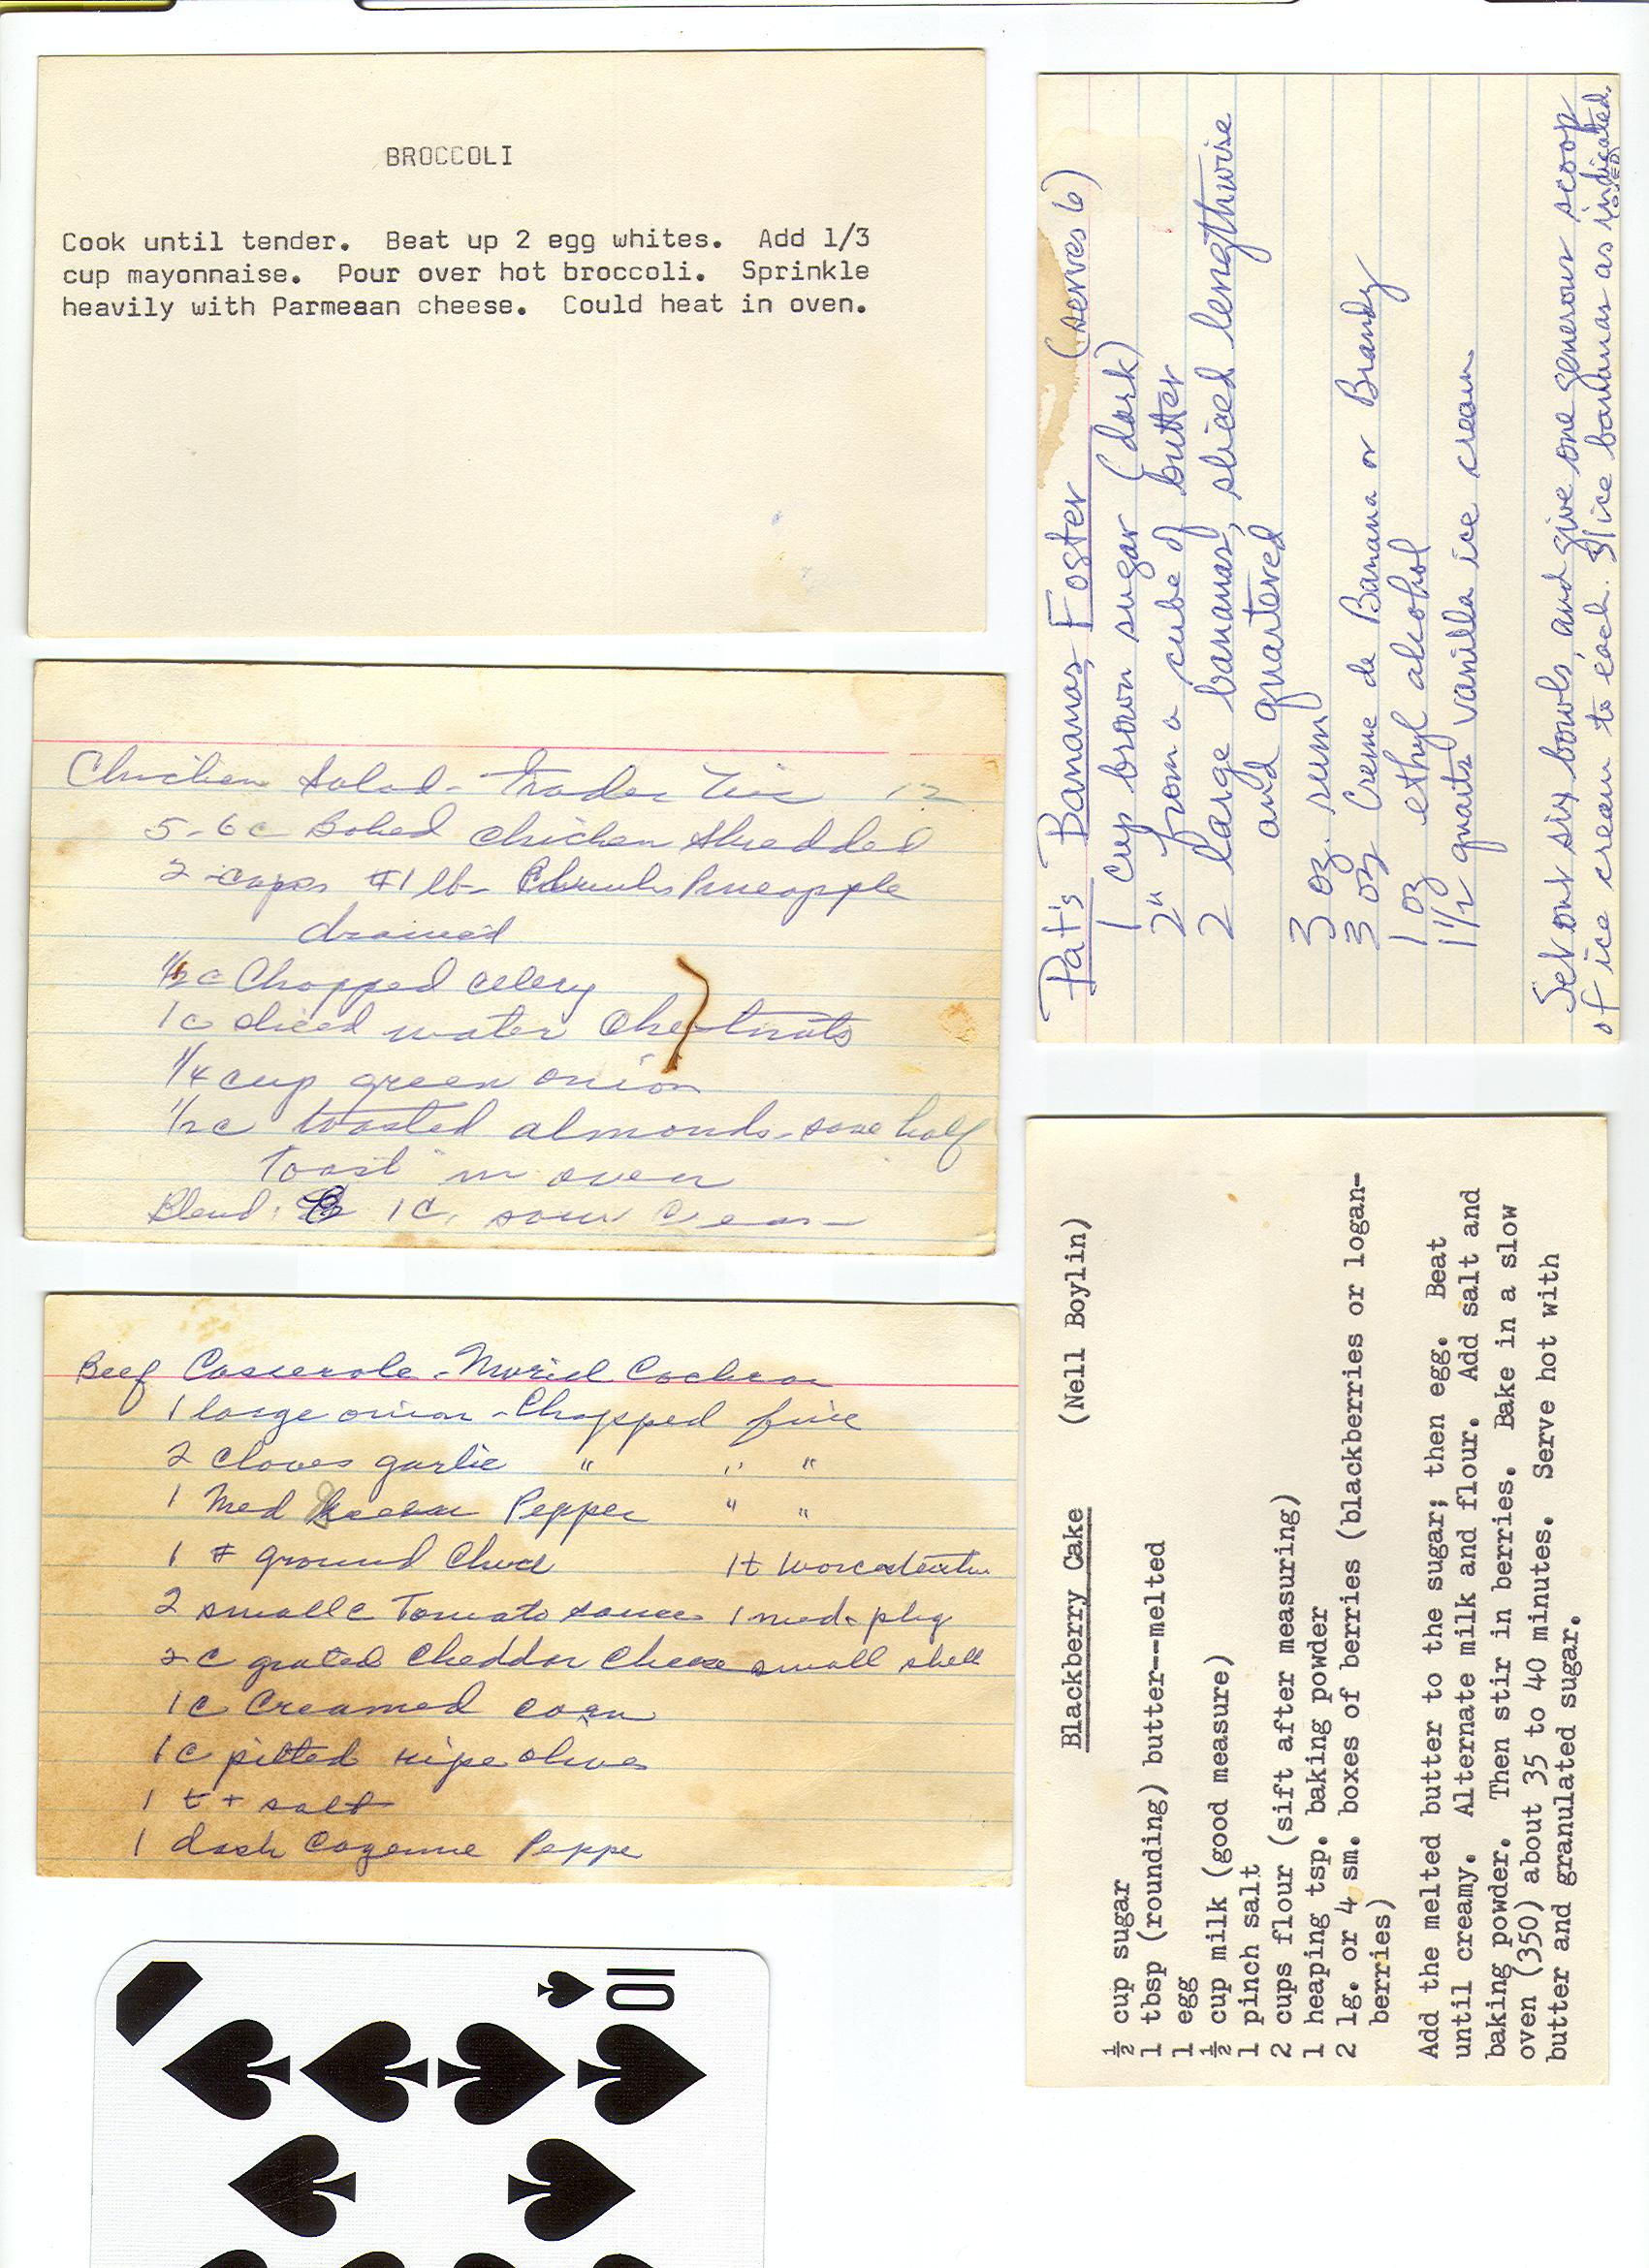 BROCCOLI
Cook until tender. Beat up 2 egg whites. Add 1/3
cup mayonnaise. Pour over hot broccoli. Sprinkle
heavily with Parmesan cheese. Could heat in oven.
Chicken Salad - Trader Vic 12
5-6 c Boked chicken shredded
2 #1 lb Chunks Pineapple
drained
1/2 c Chopped celery
1 c diced water chestnuts
1/4 cup green onion
1/2 c toasted almonds - save half
toast in oven
Blend: 1 C. sour cream
Beef Casserole - Muriel Cochran
1 large onion - Chopped fine
2 cloves garlic " " "
1 Med green Pepper " "
1 # ground Chuck 1 t Worcestershire
2 small c Tomato sauce 1 med. pkg
2 c grated Cheddar Cheese small shell
1 c Creamed corn
1 c pitted ripe olives
1 t + salt
1 dash Cayenne Peppe
10
Pat's Bananas Foster (serves 6)
1 cup brown sugar (dark)
2" from a cube of butter
2 large bananas, sliced lengthwise
and quartered
3 oz. rum
3 oz Creme de Banana or Brandy
1 oz ethyl alcohol
1 1/2 quarts vanilla ice cream
Set out six bowls, and give one generous scoop
of ice cream to each. Slice bananas as indicated.
Blackberry Cake (Nell Boylin)
½ cup sugar
1 tbsp (rounding) butter--melted
1 egg
½ cup milk (good measure)
1 pinch salt
2 cups flour (sift after measuring)
1 heaping tsp. baking powder
2 lg. or 4 sm. boxes of berries (blackberries or logan-
berries)
Add the melted butter to the sugar; then egg. Beat
until creamy. Alternate milk and flour. Add salt and
baking powder. Then stir in berries. Bake in a slow
oven (350) about 35 to 40 minutes. Serve hot with
butter and granulated sugar.